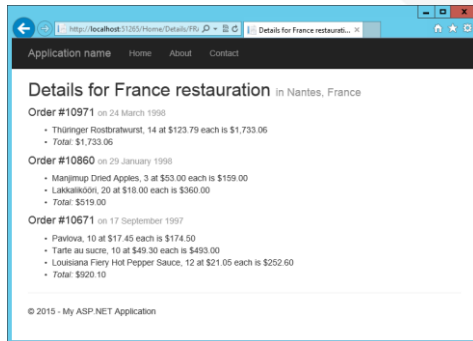 http://localhost:51265/Home/Details/FR
Details for France restaurati...
Application name Home About Contact
Details for France restauration in Nantes, France
Order #10971 on 24 March 1998
• Thüringer Rostbratwurst, 14 at $123.79 each is $1,733.06
• Total: $1,733.06
Order #10860 on 29 January 1998
• Manjimup Dried Apples, 3 at $53.00 each is $159.00
• Lakkalikööri, 20 at $18.00 each is $360.00
• Total: $519.00
Order #10671 on 17 September 1997
• Pavlova, 10 at $17.45 each is $174.50
• Tarte au sucre, 10 at $49.30 each is $493.00
• Louisiana Fiery Hot Pepper Sauce, 12 at $21.05 each is $252.60
• Total: $920.10
© 2015 - My ASP.NET Application